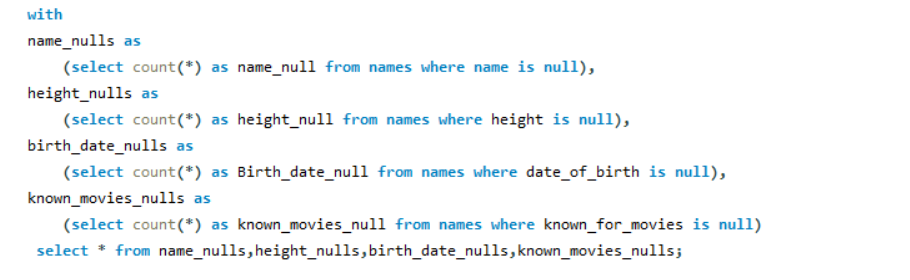 with
name_nulls as
(select count(*) as name_null from names where name is null),
height_nulls as
(select count(*) as height_null from names where height is null),
birth_date_nulls as
(select count(*) as Birth_date_null from names where date_of_birth is null),
known_movies_nulls as
(select count(*) as known_movies_null from names where known_for_movies is null)
select * from name_nulls,height_nulls,birth_date_nulls,known_movies_nulls;